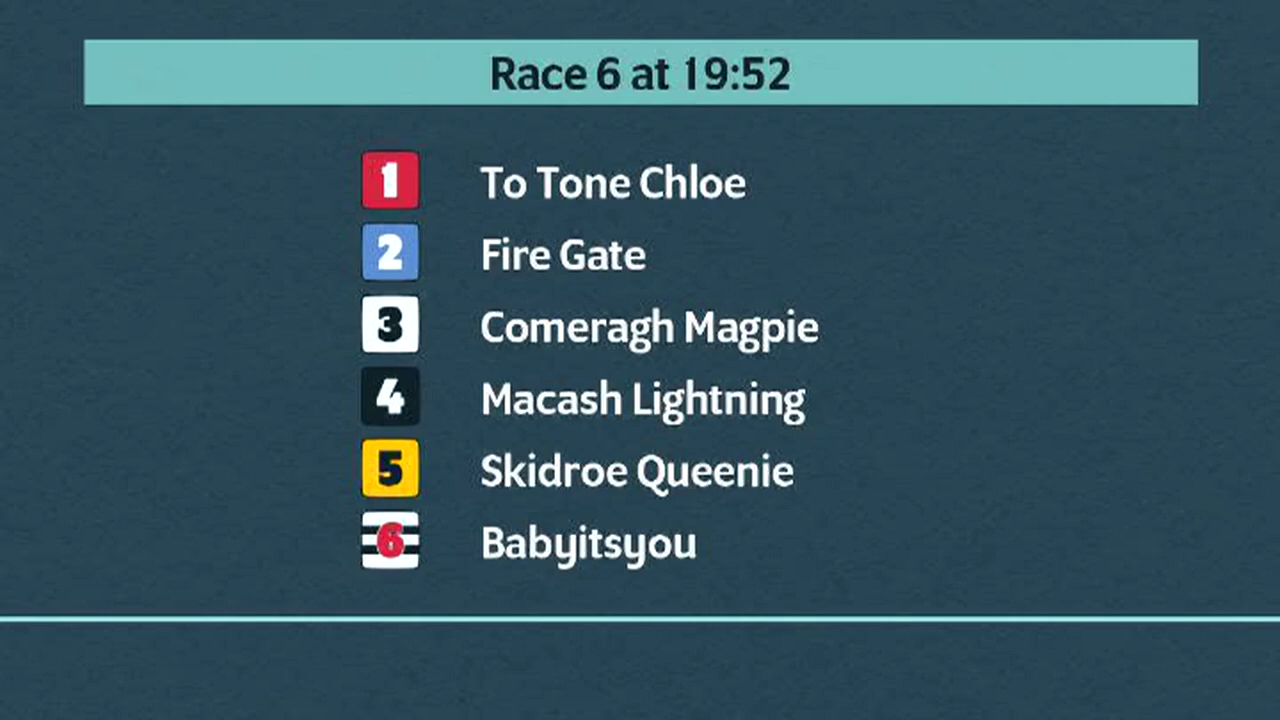 Race 6 at 19:52
1 To Tone Chloe
2 Fire Gate
3 Comeragh Magpie
4 Macash Lightning
5 Skidroe Queenie
6 Babyitsyou